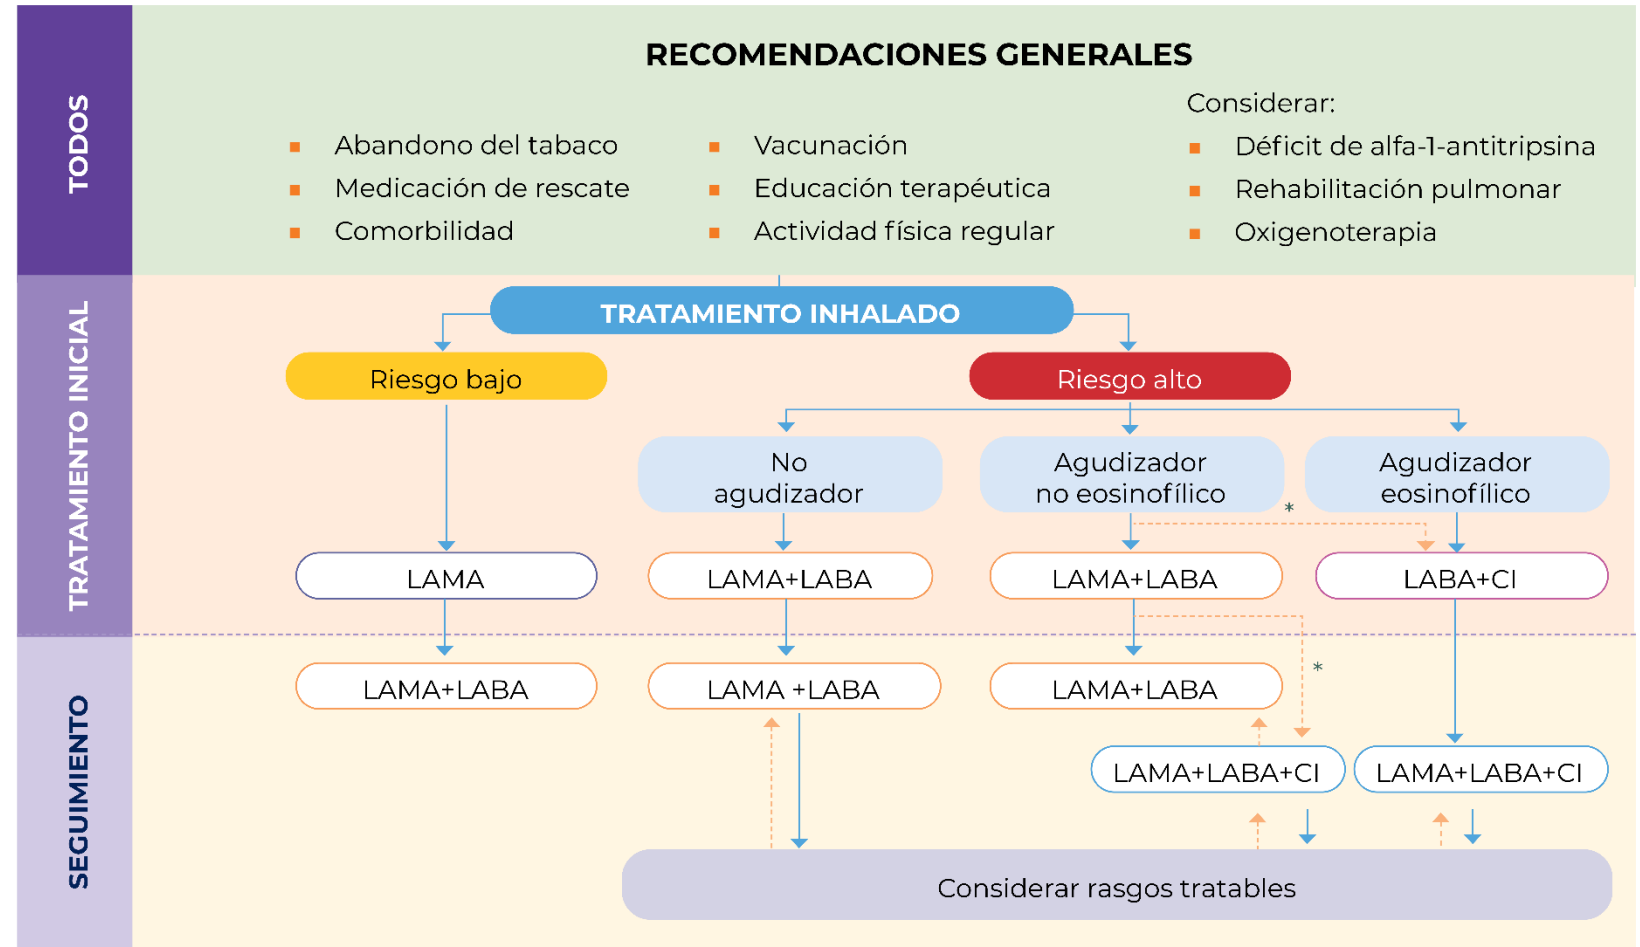 TODOS
RECOMENDACIONES GENERALES
Abandono del tabaco
Medicación de rescate
Comorbilidad
Vacunación
Educación terapéutica
Actividad física regular
Considerar:
Déficit de alfa-1-antitripsina
Rehabilitación pulmonar
Oxigenoterapia
TRATAMIENTO INICIAL
TRATAMIENTO INHALADO
Riesgo bajo
Riesgo alto
No
agudizador
Agudizador
no eosinofílico
Agudizador
eosinofílico
*
LAMA
LAMA+LABA
LAMA+LABA
LABA+CI
SEGUIMIENTO
LAMA+LABA
LAMA +LABA
LAMA+LABA
*
LAMA+LABA+CI
LAMA+LABA+CI
Considerar rasgos tratables